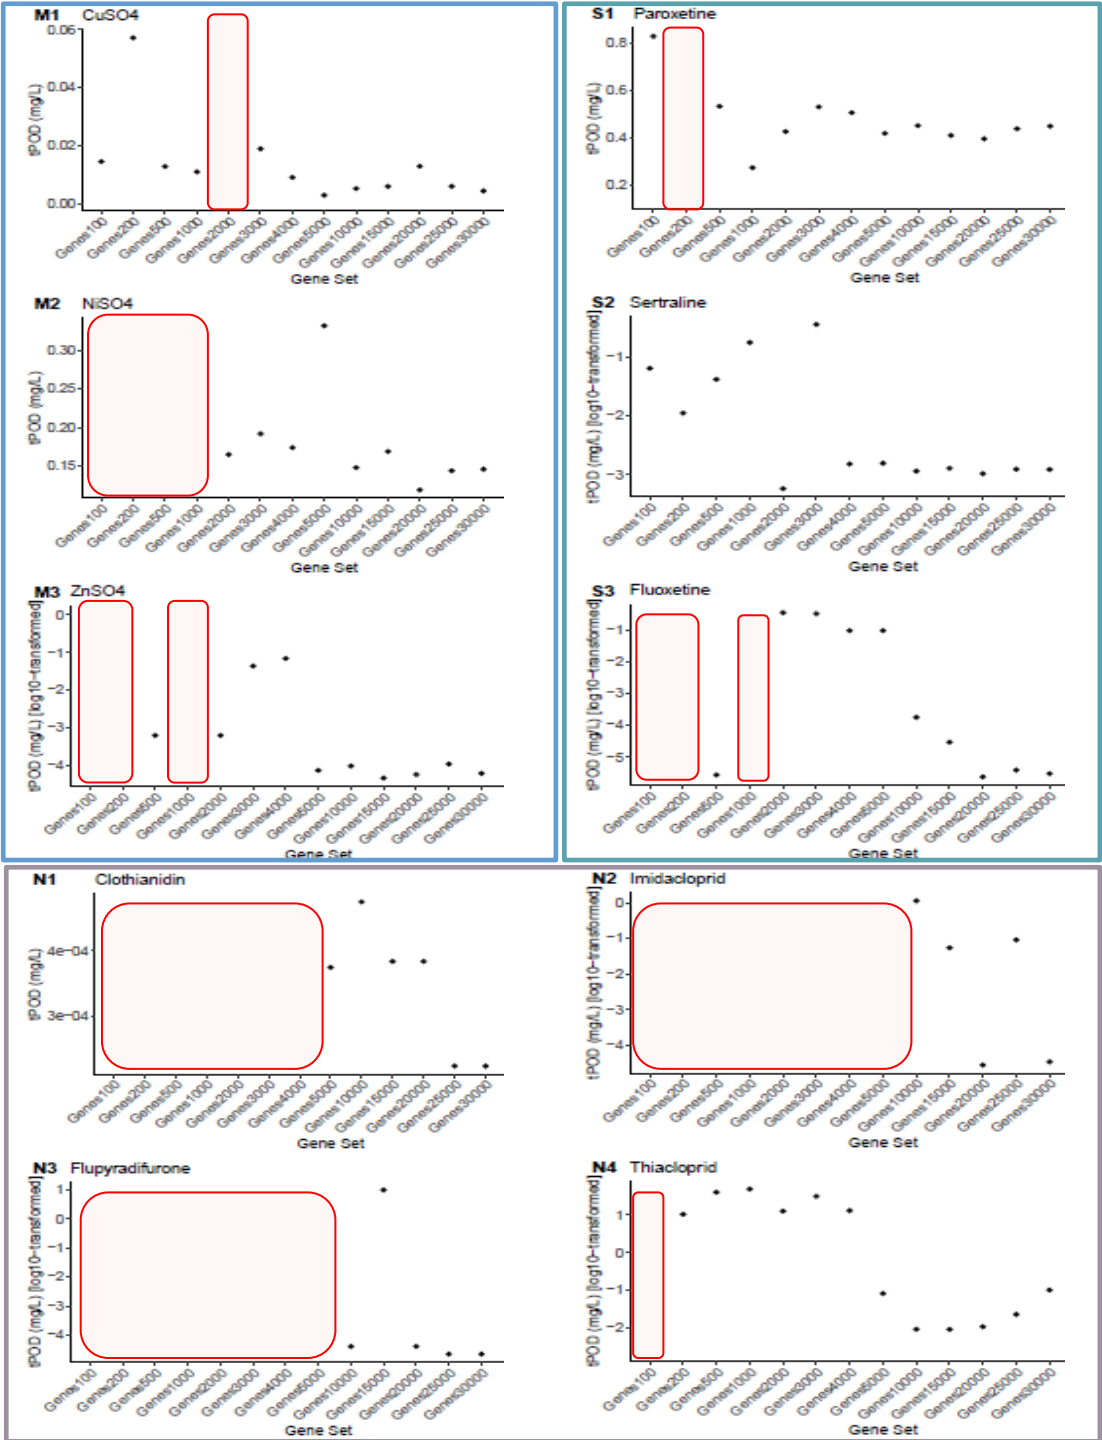 M1 CuSO4
tPOD (mg/L)
0.06
0.04
0.02
0.00
Genes100 Genes200 Genes500 Genes1000 Genes2000 Genes3000 Genes4000 Genes5000 Genes10000 Genes15000 Genes20000 Genes25000 Genes30000
Gene Set
S1 Paroxetine
tPOD (mg/L)
0.8
0.6
0.4
0.2
Genes100 Genes200 Genes500 Genes1000 Genes2000 Genes3000 Genes4000 Genes5000 Genes10000 Genes15000 Genes20000 Genes25000 Genes30000
Gene Set
M2 NiSO4
tPOD (mg/L)
0.30
0.25
0.20
0.15
Genes100 Genes200 Genes500 Genes1000 Genes2000 Genes3000 Genes4000 Genes5000 Genes10000 Genes15000 Genes20000 Genes25000 Genes30000
Gene Set
S2 Sertraline
tPOD (mg/L) [log10-transformed]
−1
−2
−3
Genes100 Genes200 Genes500 Genes1000 Genes2000 Genes3000 Genes4000 Genes5000 Genes10000 Genes15000 Genes20000 Genes25000 Genes30000
Gene Set
M3 ZnSO4
tPOD (mg/L) [log10-transformed]
0
−1
−2
−3
−4
Genes100 Genes200 Genes500 Genes1000 Genes2000 Genes3000 Genes4000 Genes5000 Genes10000 Genes15000 Genes20000 Genes25000 Genes30000
Gene Set
S3 Fluoxetine
tPOD (mg/L) [log10-transformed]
−1
−2
−3
−4
−5
Genes100 Genes200 Genes500 Genes1000 Genes2000 Genes3000 Genes4000 Genes5000 Genes10000 Genes15000 Genes20000 Genes25000 Genes30000
Gene Set
N1 Clothianidin
tPOD (mg/L)
4e−04
3e−04
Genes100 Genes200 Genes500 Genes1000 Genes2000 Genes3000 Genes4000 Genes5000 Genes10000 Genes15000 Genes20000 Genes25000 Genes30000
Gene Set
N2 Imidacloprid
tPOD (mg/L) [log10-transformed]
0
−1
−2
−3
−4
Genes100 Genes200 Genes500 Genes1000 Genes2000 Genes3000 Genes4000 Genes5000 Genes10000 Genes15000 Genes20000 Genes25000 Genes30000
Gene Set
N3 Flupyradifurone
tPOD (mg/L) [log10-transformed]
1
0
−1
−2
−3
−4
Genes100 Genes200 Genes500 Genes1000 Genes2000 Genes3000 Genes4000 Genes5000 Genes10000 Genes15000 Genes20000 Genes25000 Genes30000
Gene Set
N4 Thiacloprid
tPOD (mg/L) [log10-transformed]
1
0
−1
−2
Genes100 Genes200 Genes500 Genes1000 Genes2000 Genes3000 Genes4000 Genes5000 Genes10000 Genes15000 Genes20000 Genes25000 Genes30000
Gene Set